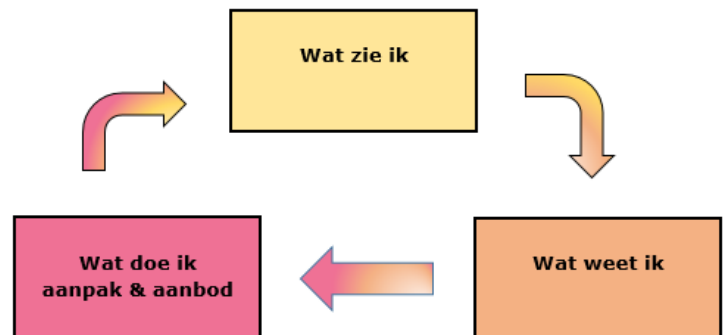 Wat zie ik
Wat weet ik
Wat doe ik
aanpak & aanbod